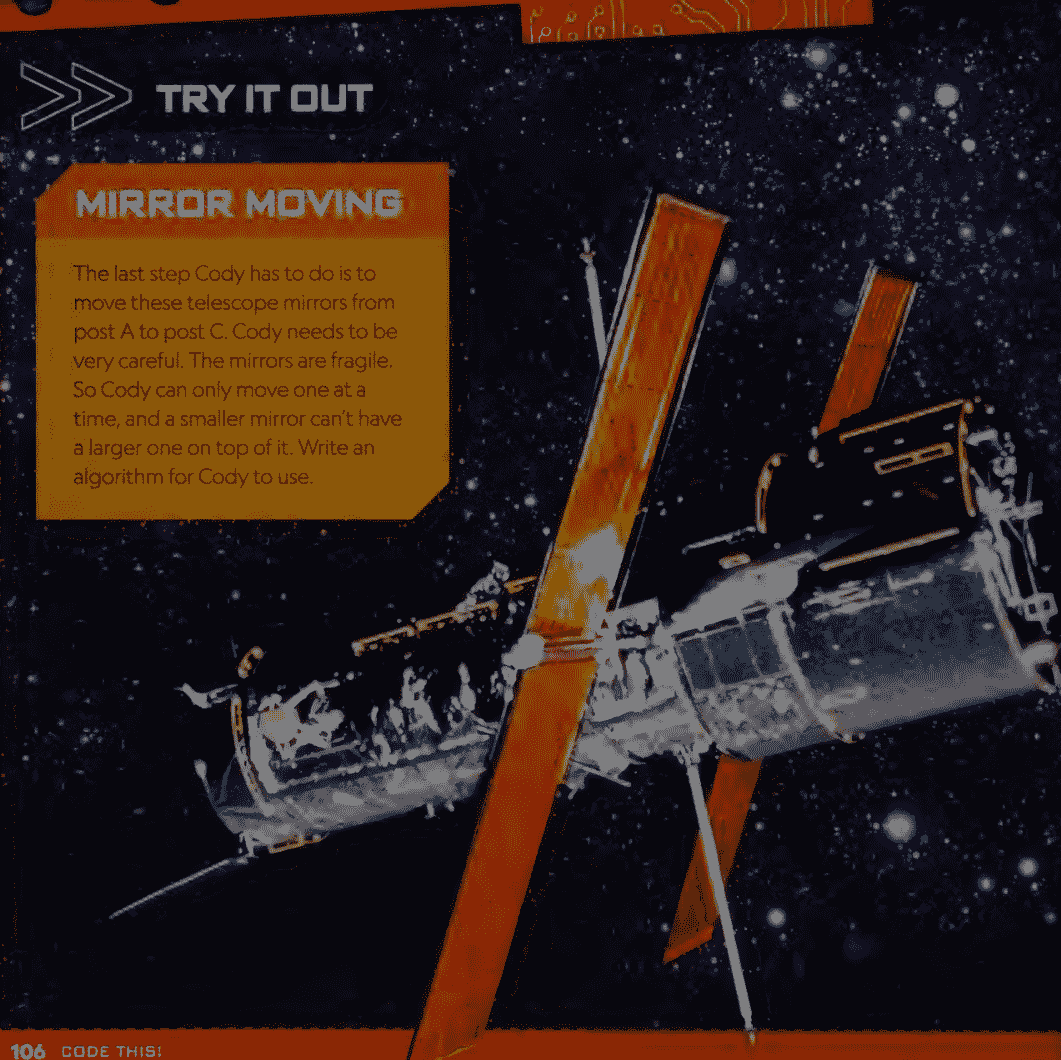 TRY IT OUT
MIRROR MOVING
The last step Cody has to do is to
move these telescope mirrors from
post A to post C. Cody needs to be
very careful. The mirrors are fragile.
So Cody can only move one at a
time, and a smaller mirror can't have
a larger one on top of it. Write an
algorithm for Cody to use.
106 CODE THIS!